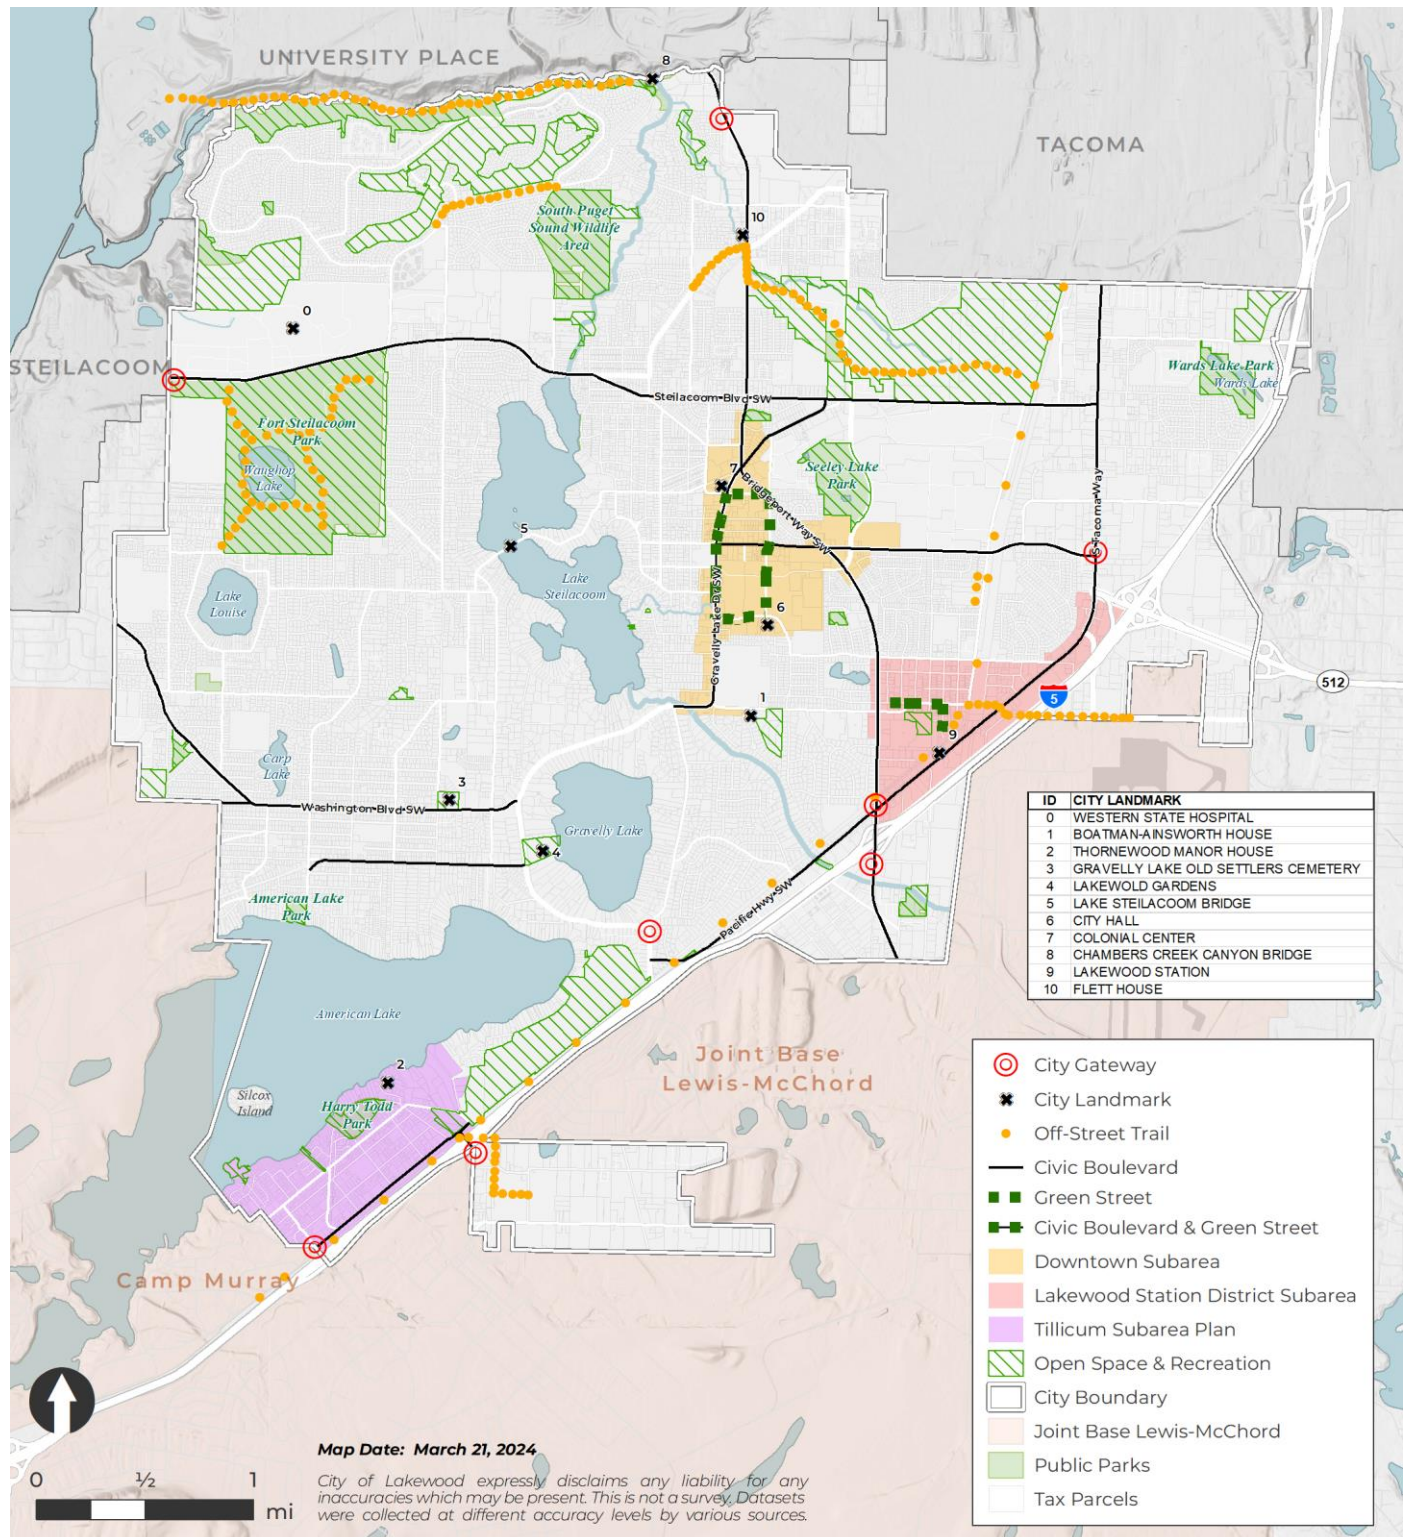 UNIVERSITY PLACE
8
TACOMA
South Puget
Sound Wildlife
Area
10
0
STEILACOOM
Wards Lake Park
Wards Lake
Steilacoom Blvd SW
Fort Steilacoom
Park
Waughop
Lake
7
Seeley Lake
Park
Bridgeport Way SW
S Tacoma Way
5
Lake
Steilacoom
Lake
Louise
Gravelly Lake Dr SW
6
512
5
1
9
Carp
Lake
3
Washington Blvd SW
Gravelly Lake
4
American Lake
Park
Pacific Hwy SW
ID CITY LANDMARK
0 WESTERN STATE HOSPITAL
1 BOATMAN-AINSWORTH HOUSE
2 THORNEWOOD MANOR HOUSE
3 GRAVELLY LAKE OLD SETTLERS CEMETERY
4 LAKEWOLD GARDENS
5 LAKE STEILACOOM BRIDGE
6 CITY HALL
7 COLONIAL CENTER
8 CHAMBERS CREEK CANYON BRIDGE
9 LAKEWOOD STATION
10 FLETT HOUSE
American Lake
Joint Base
Lewis-McChord
2
Silcox
Island
Harry Todd
Park
Camp Murray
City Gateway
City Landmark
Off-Street Trail
Civic Boulevard
Green Street
Civic Boulevard & Green Street
Downtown Subarea
Lakewood Station District Subarea
Tillicum Subarea Plan
Open Space & Recreation
City Boundary
Joint Base Lewis-McChord
Public Parks
Tax Parcels
Map Date: March 21, 2024
City of Lakewood expressly disclaims any liability for any
inaccuracies which may be present. This is not a survey. Datasets
were collected at different accuracy levels by various sources.
0 ½ 1
mi